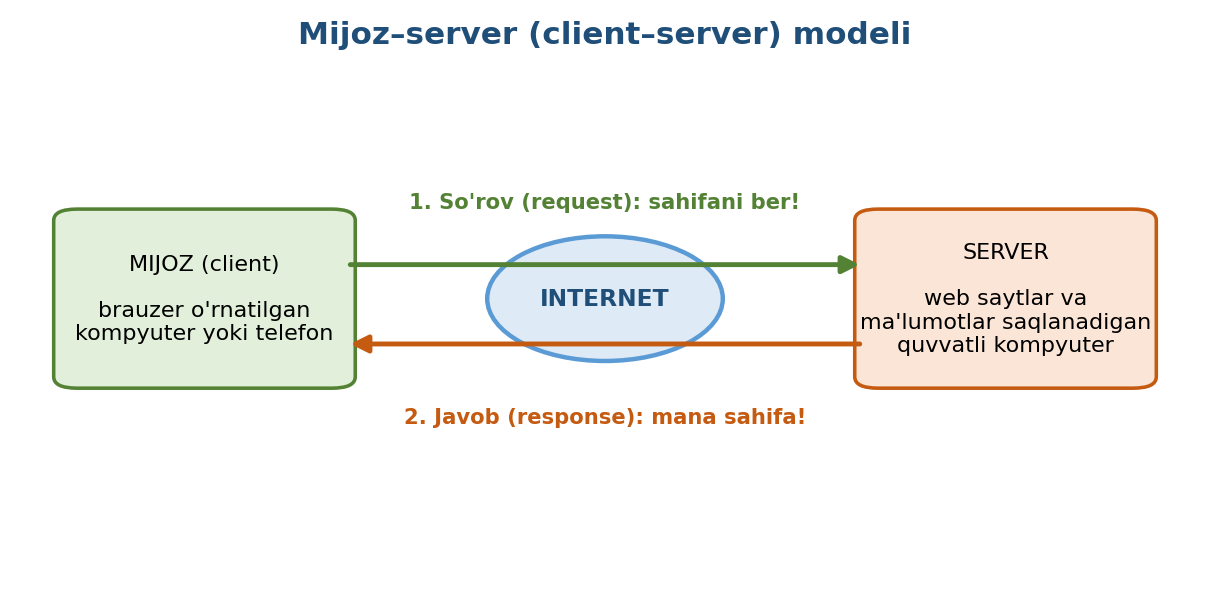 Mijoz–server (client–server) modeli
1. So'rov (request): sahifani ber!
MIJOZ (client)
brauzer o'rnatilgan
kompyuter yoki telefon
INTERNET
SERVER
web saytlar va
ma'lumotlar saqlanadigan
quvvatli kompyuter
2. Javob (response): mana sahifa!